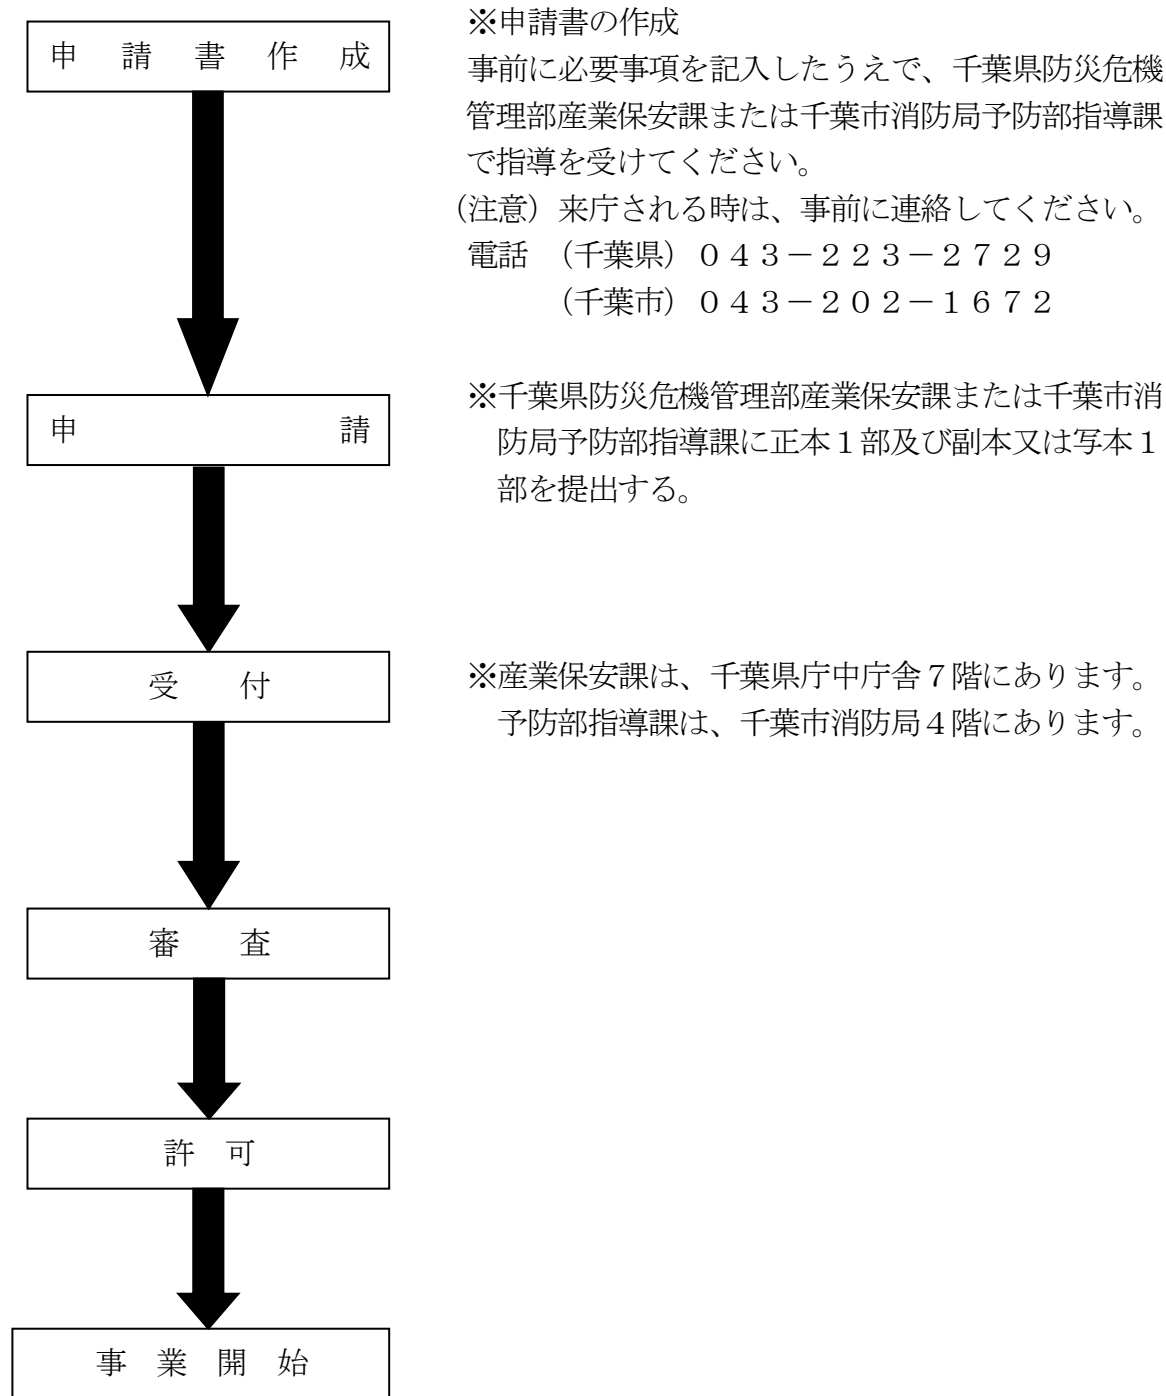 申請書作成
※申請書の作成
事前に必要事項を記入したうえで、千葉県防災危機
管理部産業保安課または千葉市消防局予防部指導課
で指導を受けてください。
（注意）来庁される時は、事前に連絡してください。
電話　（千葉県）０４３－２２３－２７２９
（千葉市）０４３－２０２－１６７２
申請
※千葉県防災危機管理部産業保安課または千葉市消
防局予防部指導課に正本１部及び副本又は写本１
部を提出する。
受付
※産業保安課は、千葉県庁中庁舎７階にあります。
予防部指導課は、千葉市消防局４階にあります。
審査
許可
事業開始